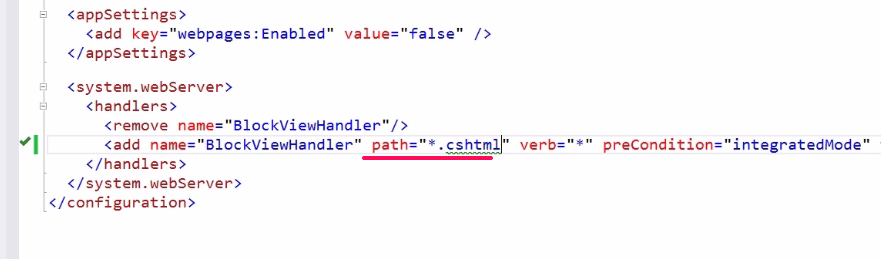 <appSettings>
<add key="webpages:Enabled" value="false" />
</appSettings>
<system.webServer>
<handlers>
<remove name="BlockViewHandler"/>
<add name="BlockViewHandler" path="*.cshtml" verb="*" preCondition="integratedMode"
</handlers>
</system.webServer>
</configuration>